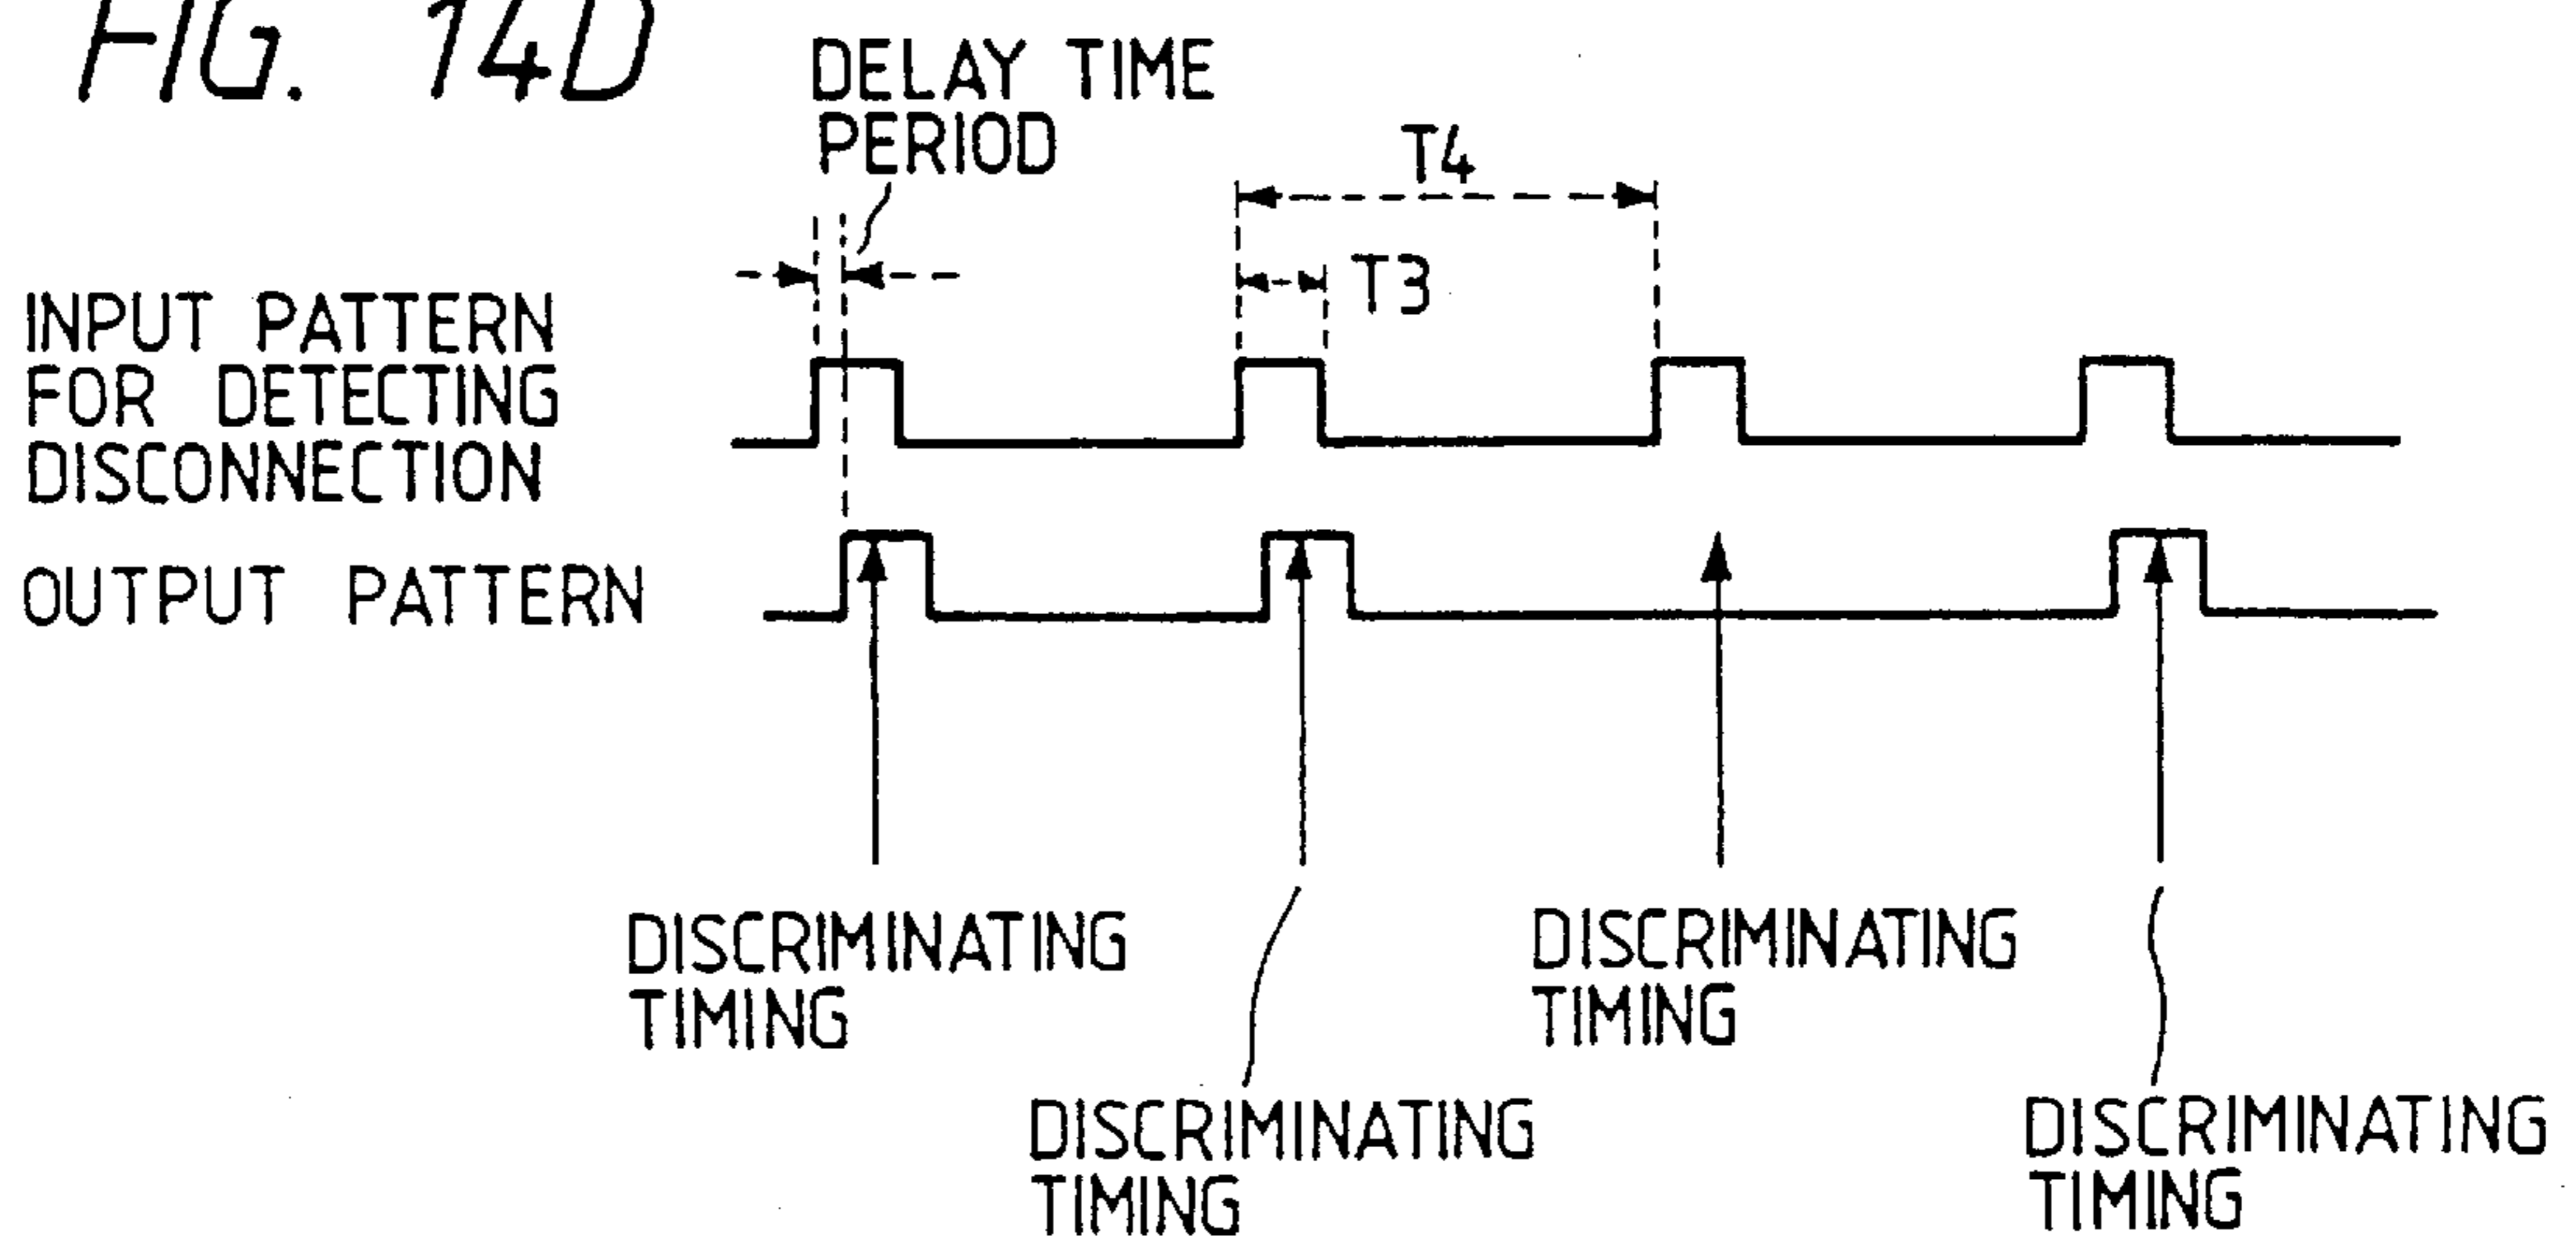 FIG. 14D
DELAY TIME
PERIOD
T4
T3
INPUT PATTERN
FOR DETECTING
DISCONNECTION
OUTPUT PATTERN
DISCRIMINATING
TIMING
DISCRIMINATING
TIMING
DISCRIMINATING
TIMING
DISCRIMINATING
TIMING